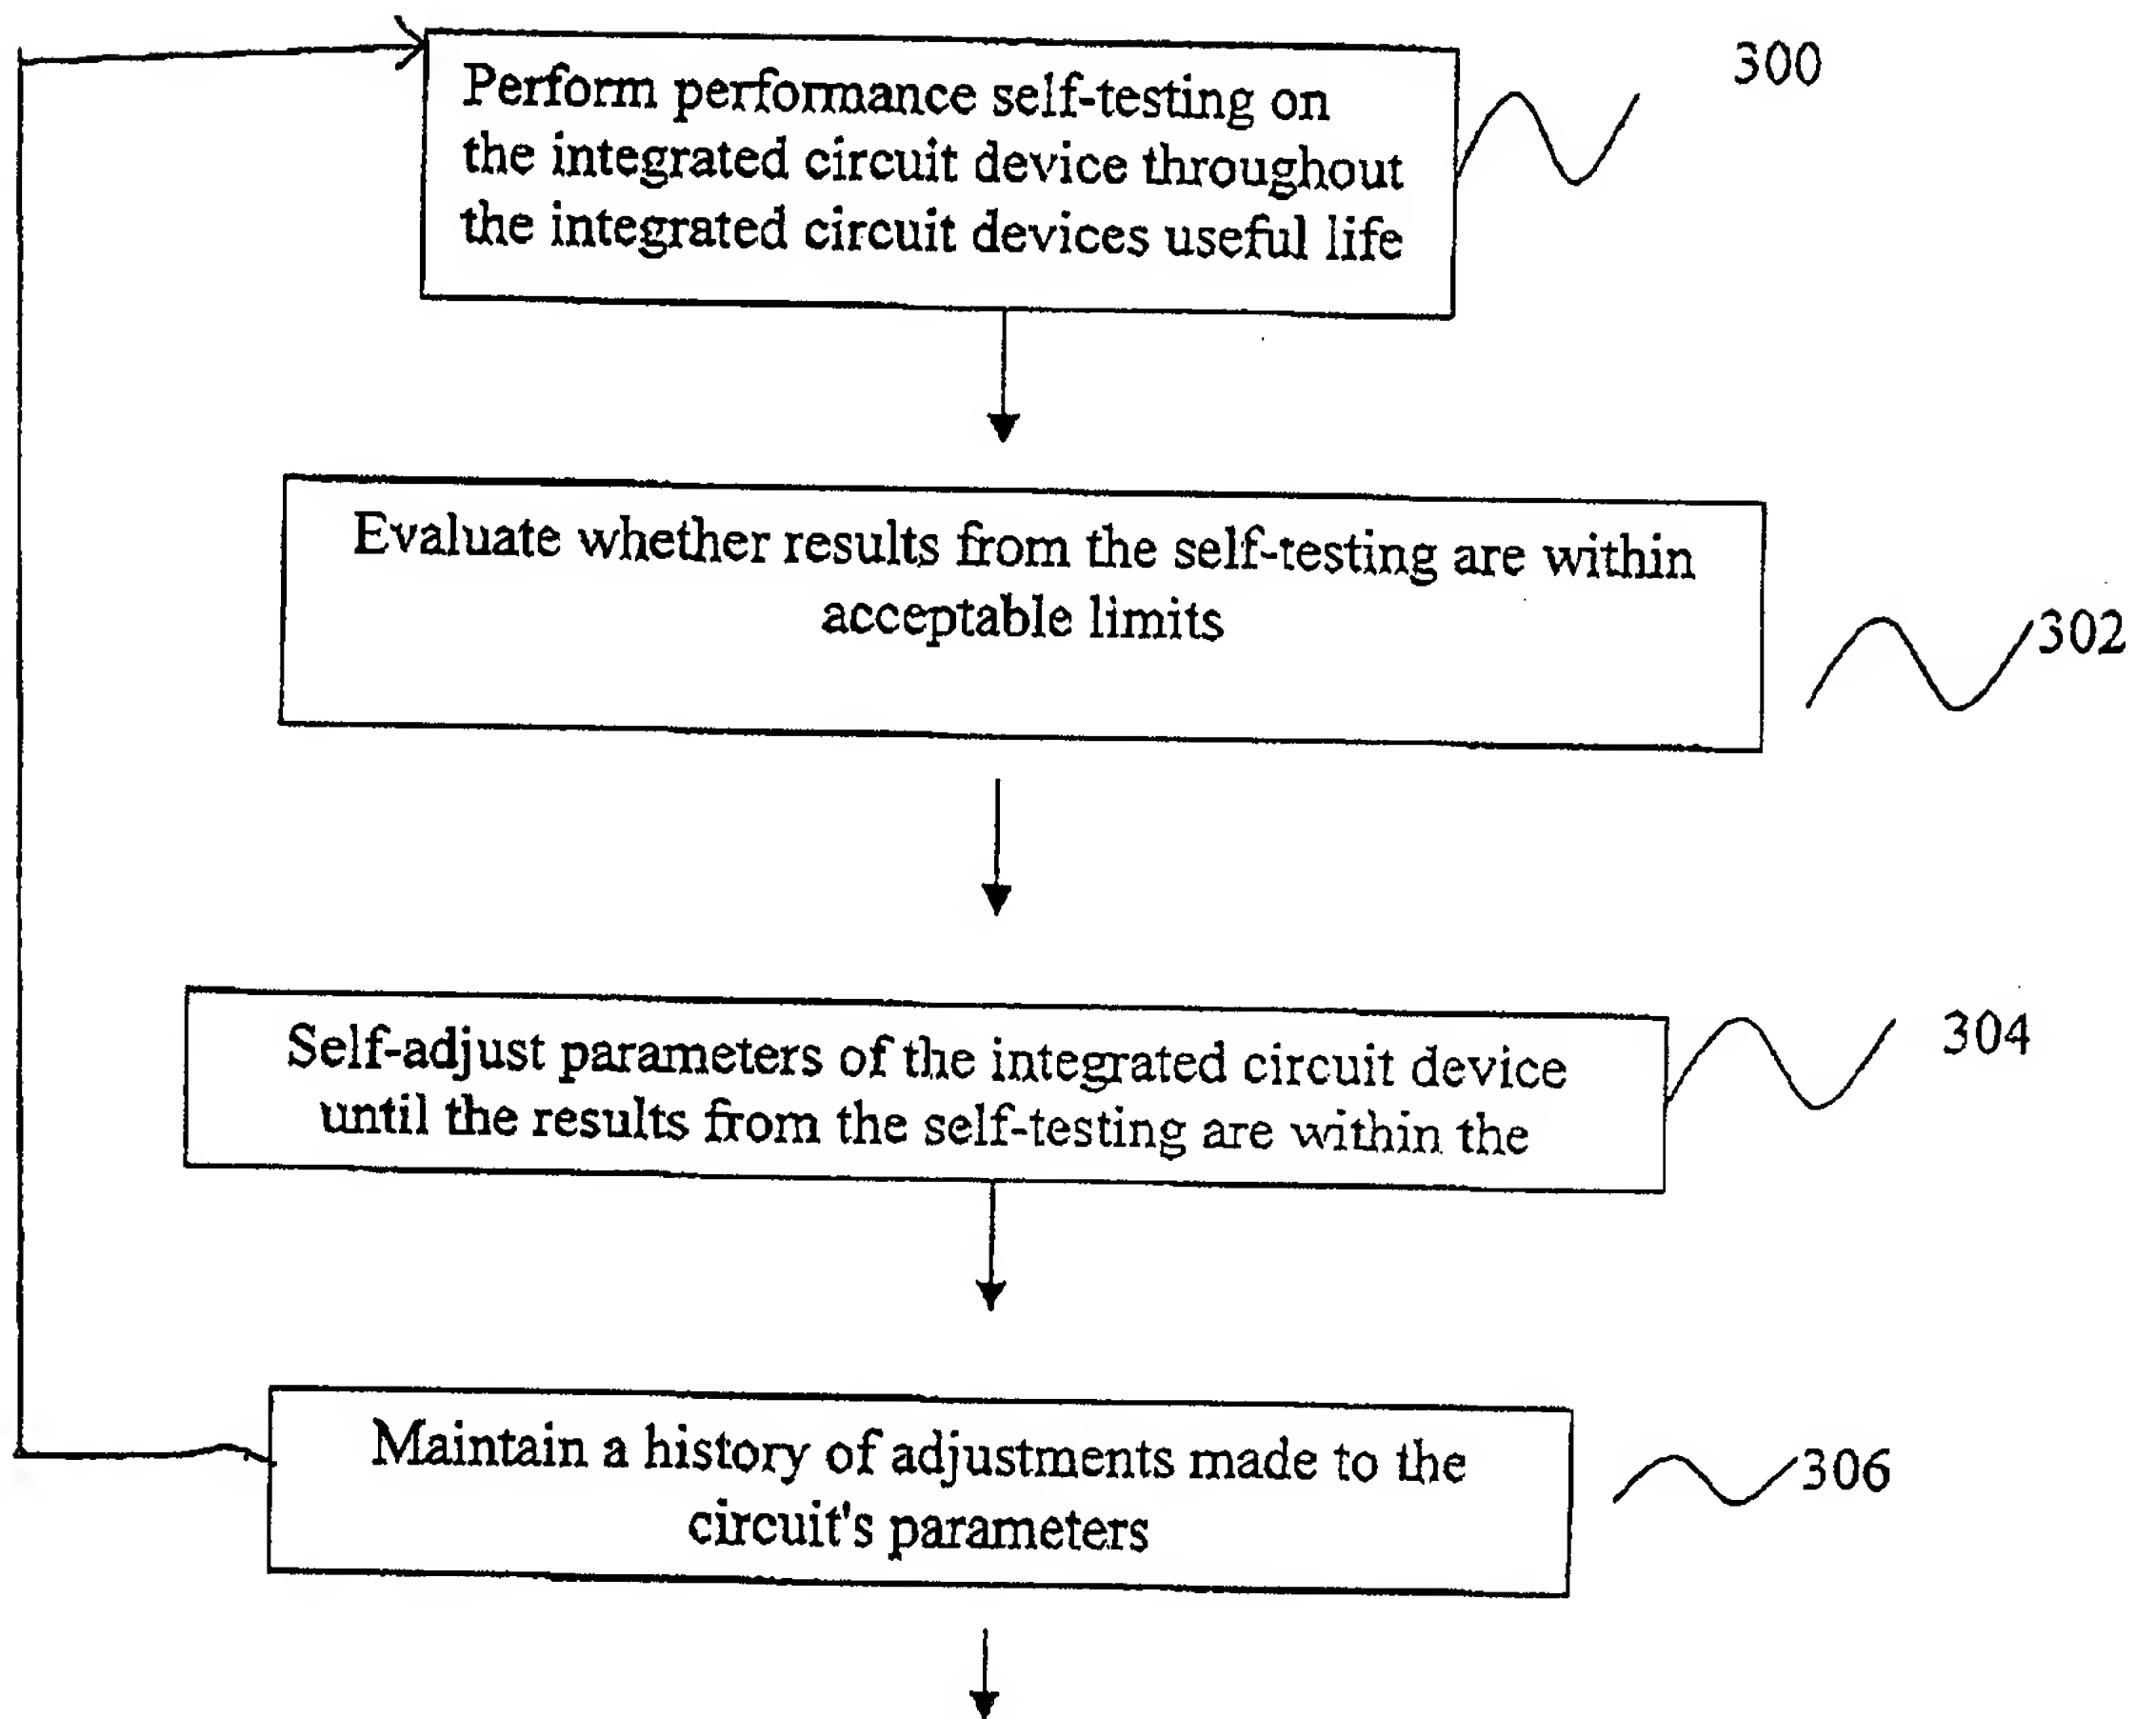 300
Perform performance self-testing on
the integrated circuit device throughout
the integrated circuit devices useful life
Evaluate whether results from the self-testing are within
acceptable limits
302
Self-adjust parameters of the integrated circuit device
until the results from the self-testing are within the
304
Maintain a history of adjustments made to the
circuit's parameters
306